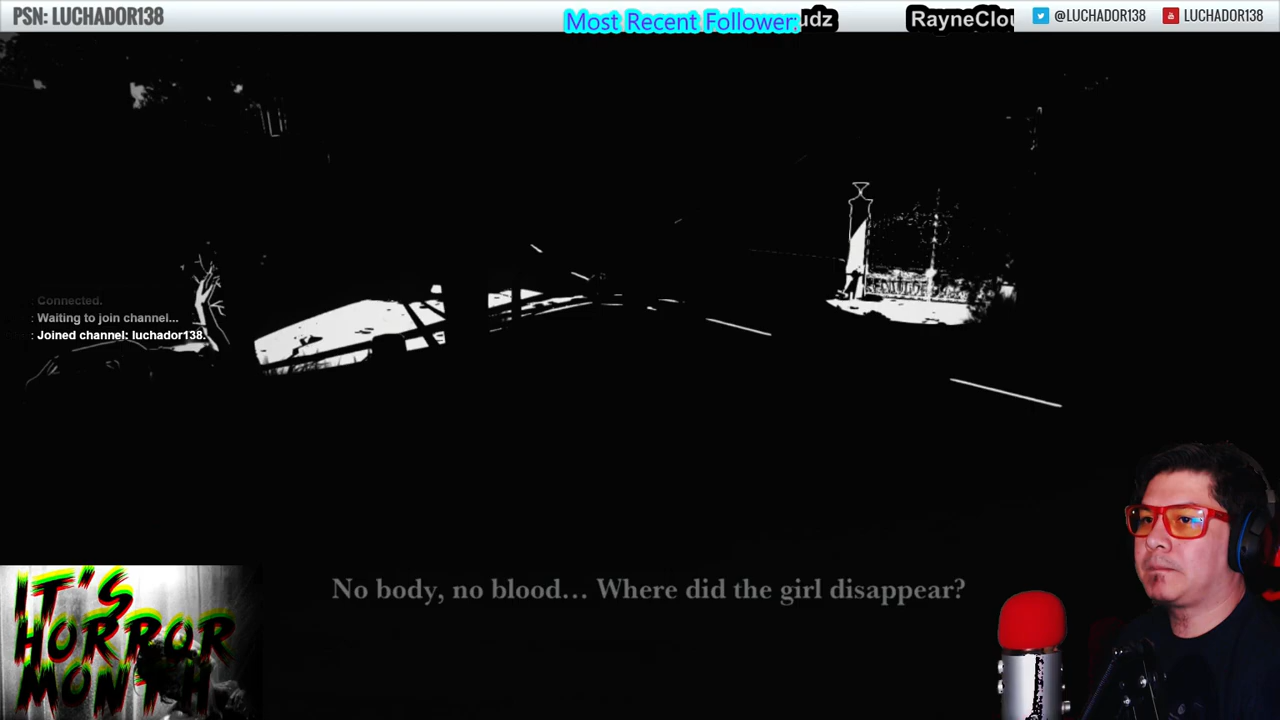 PSN: LUCHADOR138
Most Recent Follower:
udz
RayneClou
@LUCHADOR138
LUCHADOR138
: Connected.
: Waiting to join channel...
: Joined channel: luchador138.
No body, no blood... Where did the girl disappear?
IT'S
HORROR
MONTH